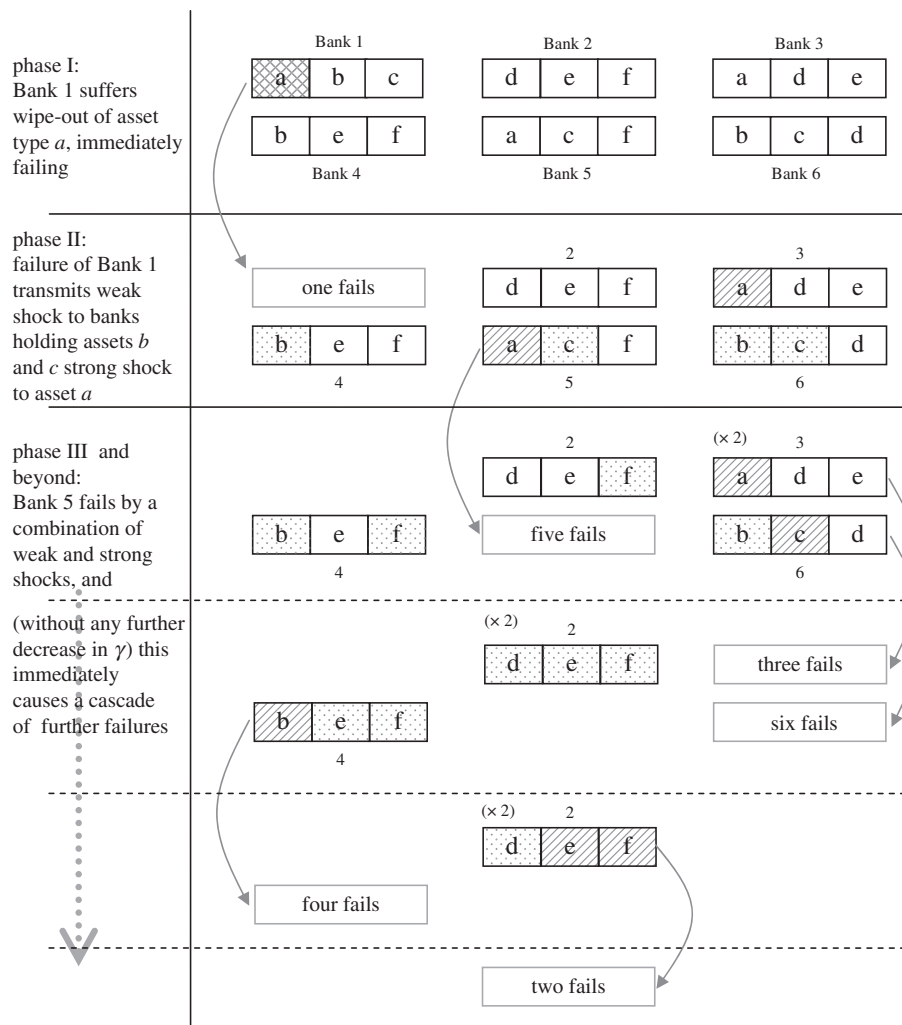 phase I:
Bank 1 suffers
wipe-out of asset
type a, immediately
failing
Bank 1 Bank 2 Bank 3
a b c d e f a d e
b e f a c f b c d
Bank 4 Bank 5 Bank 6
phase II:
failure of Bank 1
transmits weak
shock to banks
holding assets b
and c strong shock
to asset a
2 3
one fails d e f a d e
b e f a c f b c d
4 5 6
phase III and
beyond:
Bank 5 fails by a
combination of
weak and strong
shocks, and
2 (× 2) 3
d e f a d e
b e f five fails b c d
4 6
(without any further
decrease in γ) this
immediately
causes a cascade
of further failures
(× 2) 2
d e f three fails
b e f six fails
4
(× 2) 2
d e f
four fails
two fails